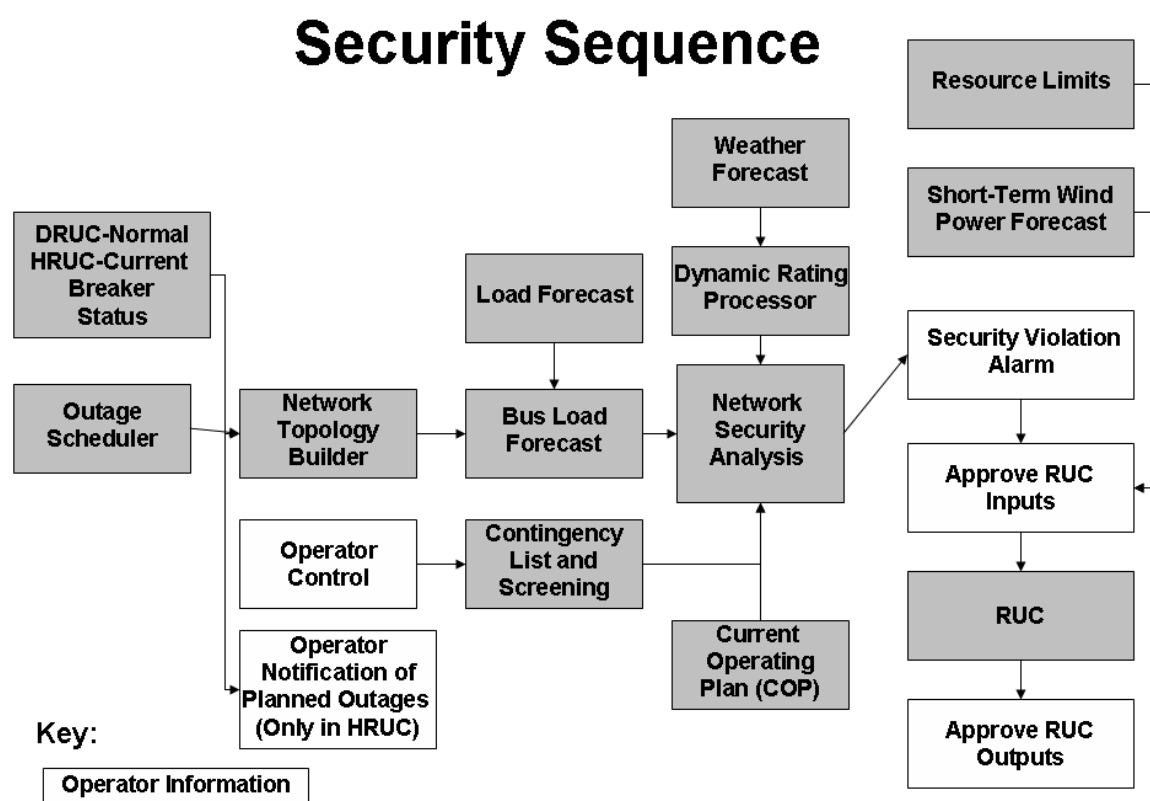 Security Sequence
Resource Limits
Weather
Forecast
Short-Term Wind
Power Forecast
DRUC-Normal
HRUC-Current
Breaker
Status
Load Forecast
Dynamic Rating
Processor
Security Violation
Alarm
Outage
Scheduler
Network
Topology
Builder
Bus Load
Forecast
Network
Security
Analysis
Approve RUC
Inputs
Operator
Control
Contingency
List and
Screening
RUC
Operator
Notification of
Planned Outages
(Only in HRUC)
Current
Operating
Plan (COP)
Approve RUC
Outputs
Key:
Operator Information